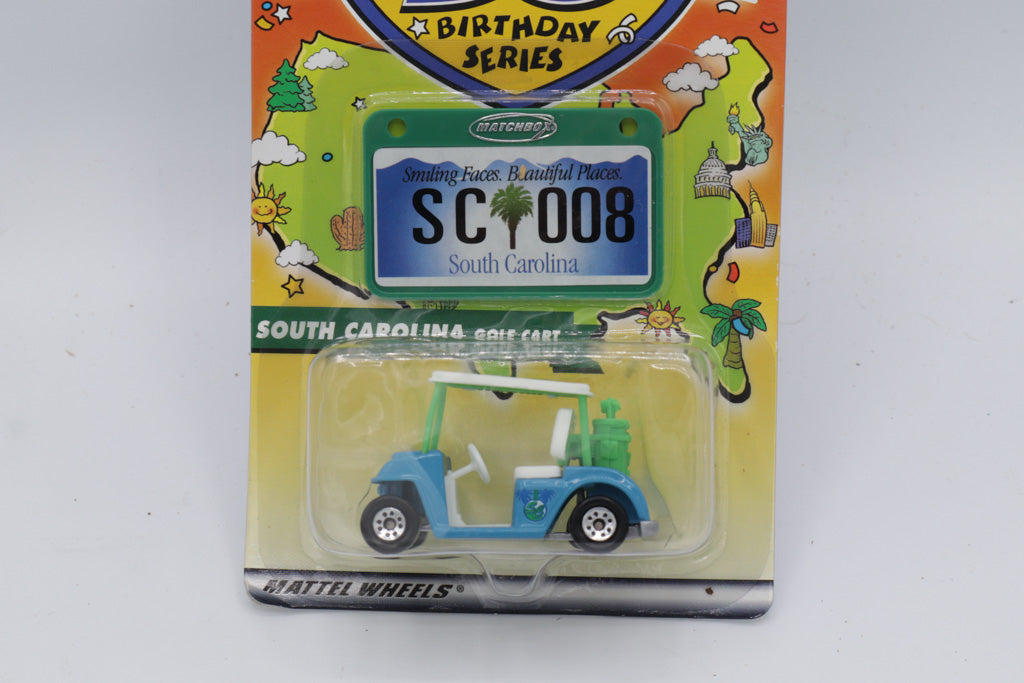 BIRTHDAY
SERIES
MATCHBOX
Smiling Faces. Beautiful Places.
SC 008
South Carolina
SOUTH CAROLINA GOLF CART
MATTEL WHEELS®